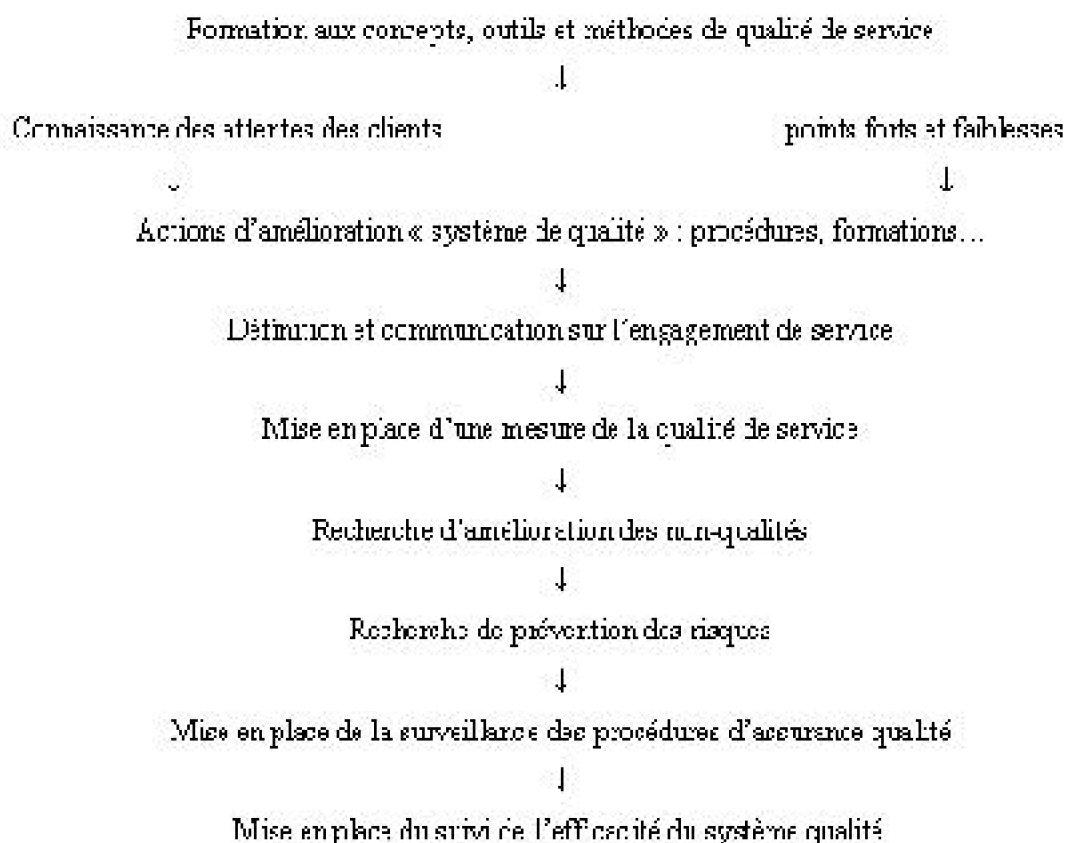 Formation aux concepts, outils et méthodes de qualité de service
↓
Connaissance des attentes des clients points forts et faiblesses
↓ ↓
Actions d'amélioration « système de qualité » : procédures, formations…
↓
Définition et communication sur l'engagement de service
↓
Mise en place d'une mesure de la qualité de service
↓
Recherche d'amélioration des non-qualités
↓
Recherche de prévention des risques
↓
Mise en place de la surveillance des procédures d'assurance qualité
↓
Mise en place du suivi de l'efficacité du système qualité